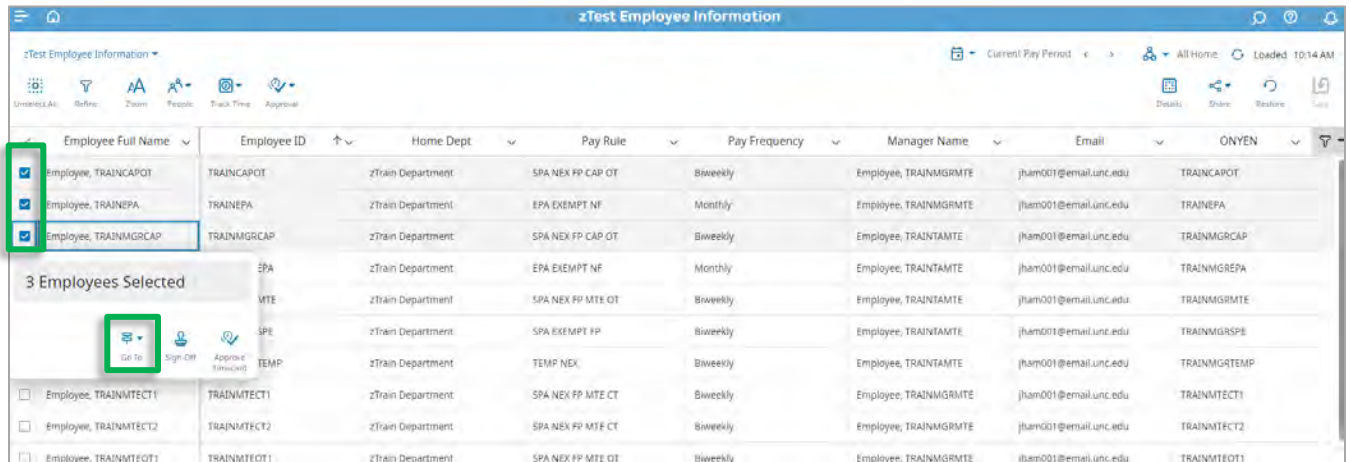 zTest Employee Information
zTest Employee Information
Current Pay Period
All Home
Loaded 10:14 AM
Unselect All
Refine
Zoom
People
Track Time
Approval
Details
Share
Restore
Save
Employee Full Name Employee ID Home Dept Pay Rule Pay Frequency Manager Name Email ONYEN
Employee, TRAINCAPOT TRAINCAPOT zTrain Department SPA NEX FP CAP OT Biweekly Employee, TRAINMGRMTE jham001@email.unc.edu TRAINCAPOT
Employee, TRAINEPA TRAINEPA zTrain Department EPA EXEMPT NF Monthly Employee, TRAINMGRMTE jham001@email.unc.edu TRAINEPA
Employee, TRAINMGRCAP TRAINMGRCAP zTrain Department SPA NEX FP CAP OT Biweekly Employee, TRAINTAMTE jham001@email.unc.edu TRAINMGRCAP
EPA zTrain Department EPA EXEMPT NF Monthly Employee, TRAINTAMTE jham001@email.unc.edu TRAINMGREPA
MTE zTrain Department SPA NEX FP MTE OT Biweekly Employee, TRAINTAMTE jham001@email.unc.edu TRAINMGRMTE
SPE zTrain Department SPA EXEMPT FP Biweekly Employee, TRAINTAMTE jham001@email.unc.edu TRAINMGRSPE
TEMP zTrain Department TEMP NEX Biweekly Employee, TRAINTAMTE jham001@email.unc.edu TRAINMGRTEMP
3 Employees Selected
Go To
Sign-Off
Approve Timecard
Employee, TRAINMTECT1 TRAINMTECT1 zTrain Department SPA NEX FP MTE CT Biweekly Employee, TRAINMGRMTE jham001@email.unc.edu TRAINMTECT1
Employee, TRAINMTECT2 TRAINMTECT2 zTrain Department SPA NEX FP MTE CT Biweekly Employee, TRAINMGRMTE jham001@email.unc.edu TRAINMTECT2
Employee, TRAINMTEOT1 TRAINMTEOT1 zTrain Department SPA NEX FP MTE OT Biweekly Employee, TRAINMGRMTE jham001@email.unc.edu TRAINMTEOT1